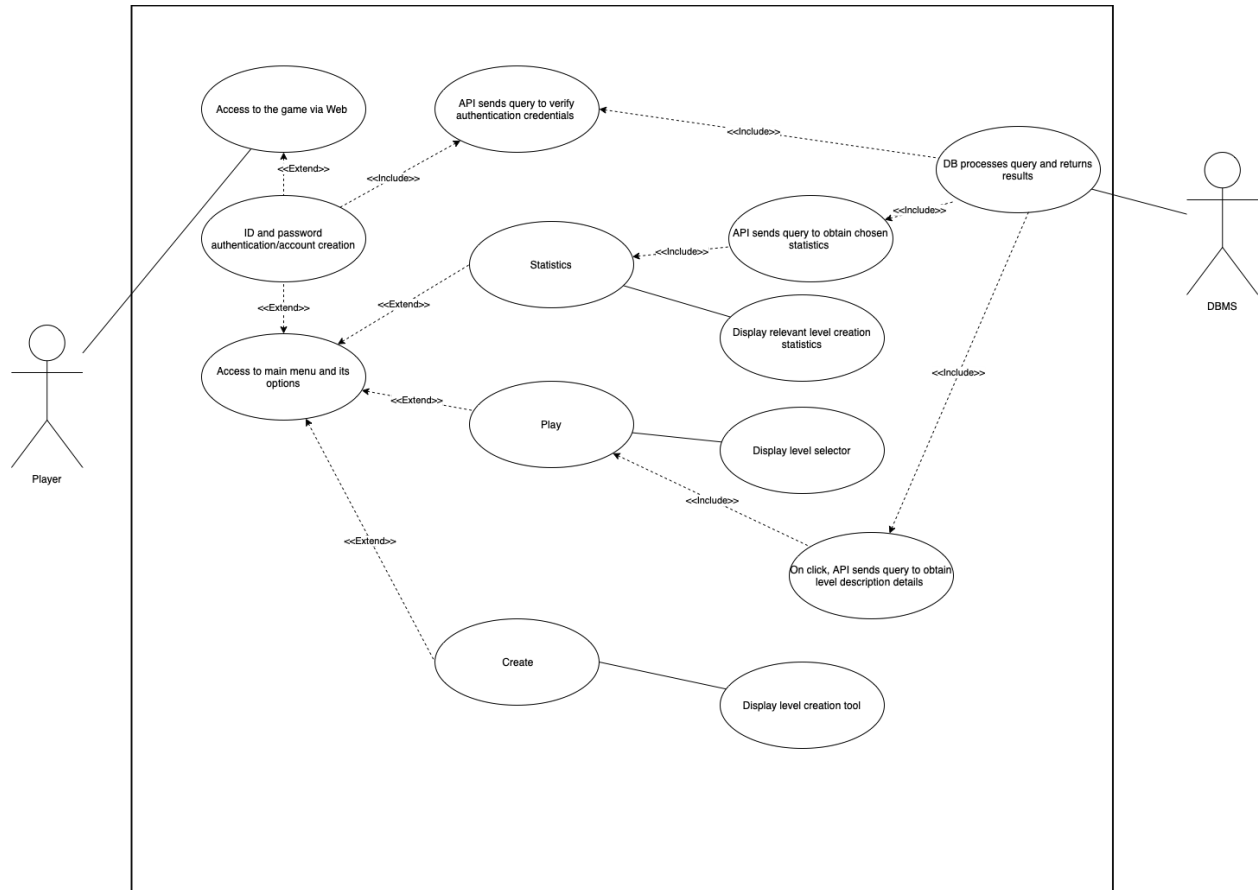 Access to the game via Web
API sends query to verify
authentication credentials
<<Include>>
DB processes query and returns
results
<<Extend>>
<<Include>>
ID and password
authentication/account creation
API sends query to obtain chosen
statistics
<<Include>>
Statistics
<<Include>>
<<Extend>>
<<Extend>>
DBMS
Display relevant level creation
statistics
Access to main menu and its
options
<<Include>>
<<Extend>>
Play
Display level selector
Player
<<Include>>
<<Extend>>
On click, API sends query to obtain
level description details
Create
Display level creation tool